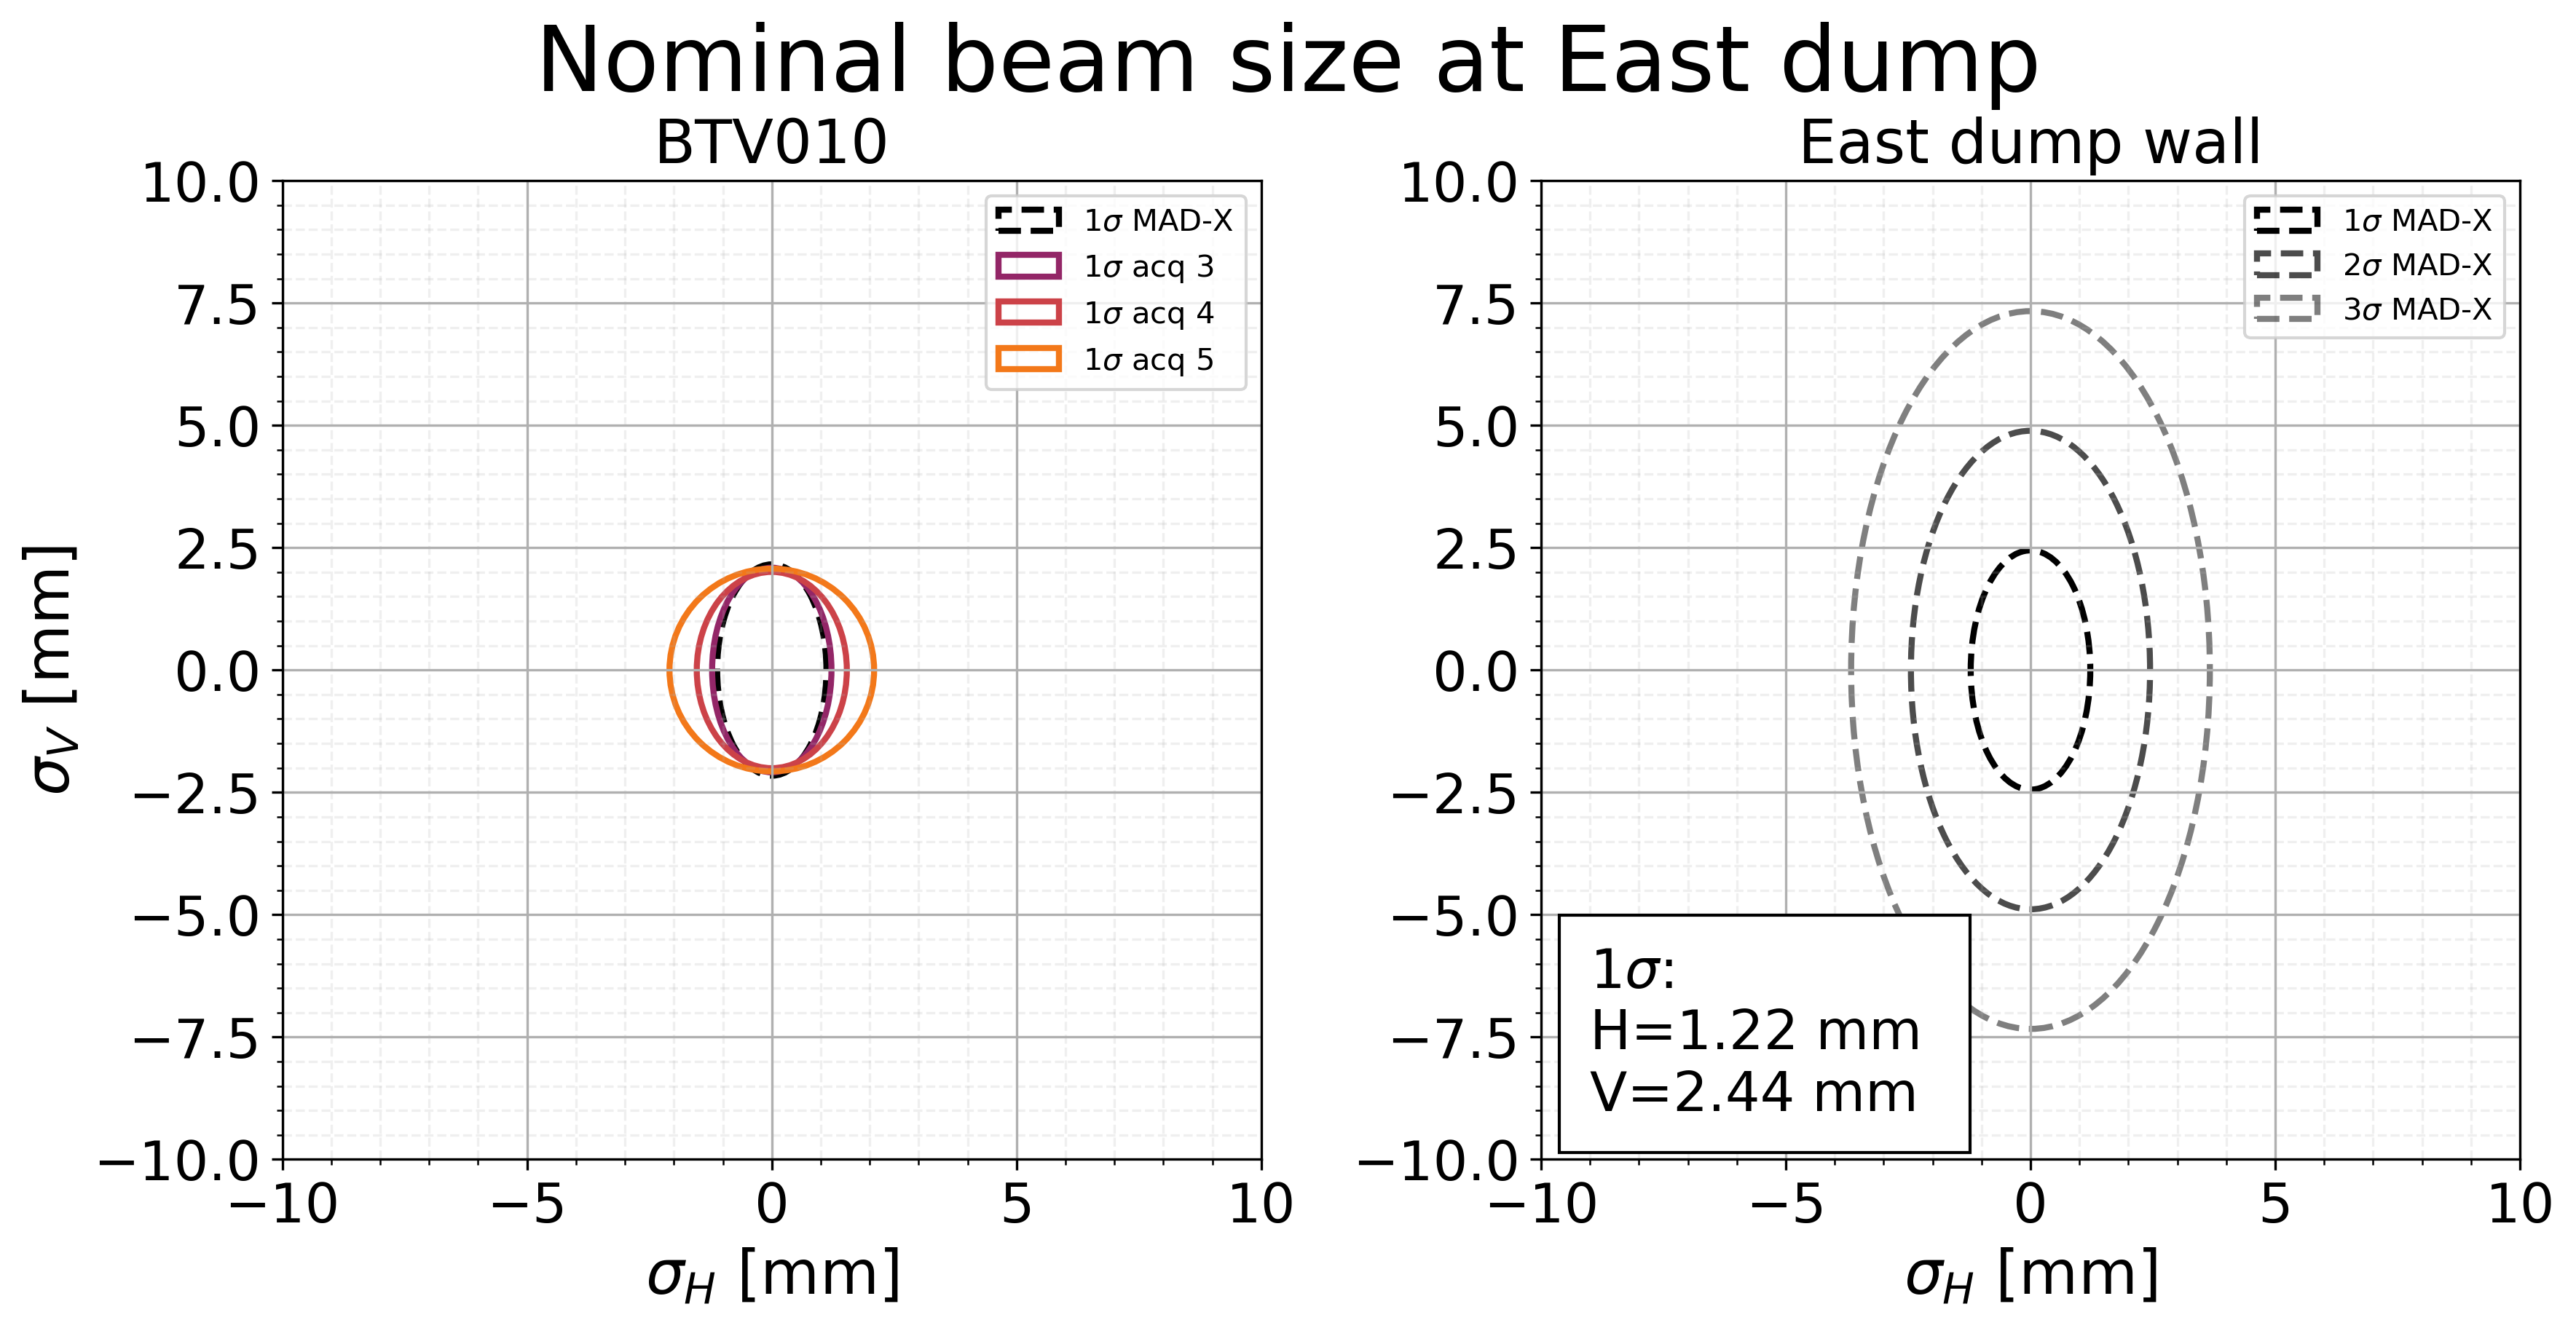 Nominal beam size at East dump
BTV010
10.0
7.5
5.0
2.5
0.0
−2.5
−5.0
−7.5
−10.0
σV [mm]
−10
−5
0
5
10
σH [mm]
1σ MAD-X
1σ acq 3
1σ acq 4
1σ acq 5
East dump wall
10.0
7.5
5.0
2.5
0.0
−2.5
−5.0
−7.5
−10.0
−10
−5
0
5
10
σH [mm]
1σ MAD-X
2σ MAD-X
3σ MAD-X
1σ:
H=1.22 mm
V=2.44 mm